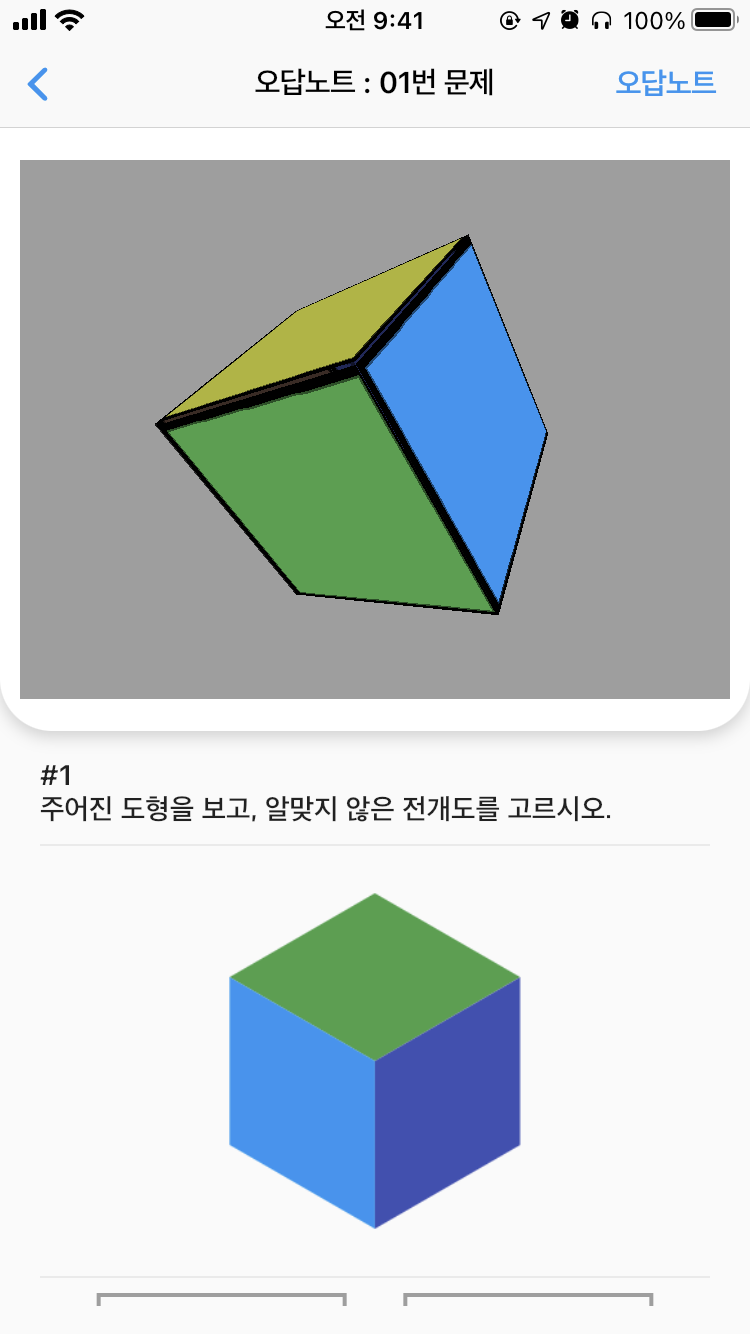 오전 9:41
100%
오답노트 : 01번 문제
오답노트
#1
주어진 도형을 보고, 알맞지 않은 전개도를 고르시오.